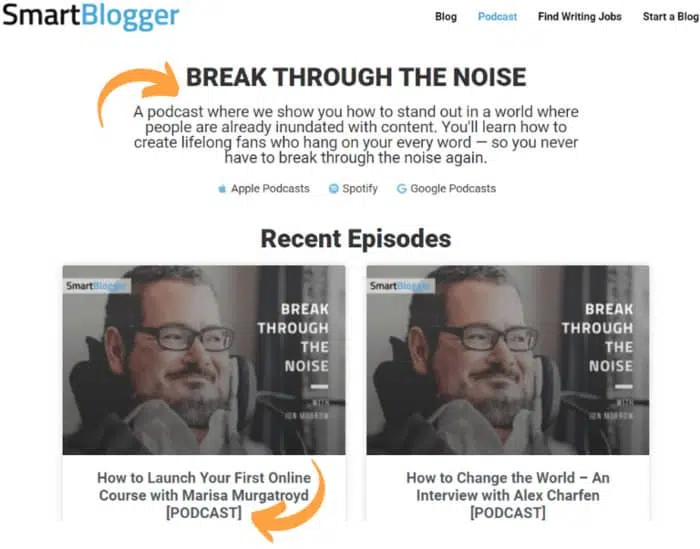 SmartBlogger
Blog Podcast Find Writing Jobs Start a Blog
BREAK THROUGH THE NOISE
A podcast where we show you how to stand out in a world where
people are already inundated with content. You'll learn how to
create lifelong fans who hang on your every word — so you never
have to break through the noise again.
Apple Podcasts Spotify Google Podcasts
Recent Episodes
SmartBlogger
BREAK
THROUGH
THE
NOISE
WITH
JON MORROW
How to Launch Your First Online
Course with Marisa Murgatroyd
[PODCAST]
SmartBlogger
BREAK
THROUGH
THE
NOISE
WITH
JON MORROW
How to Change the World – An
Interview with Alex Charfen
[PODCAST]